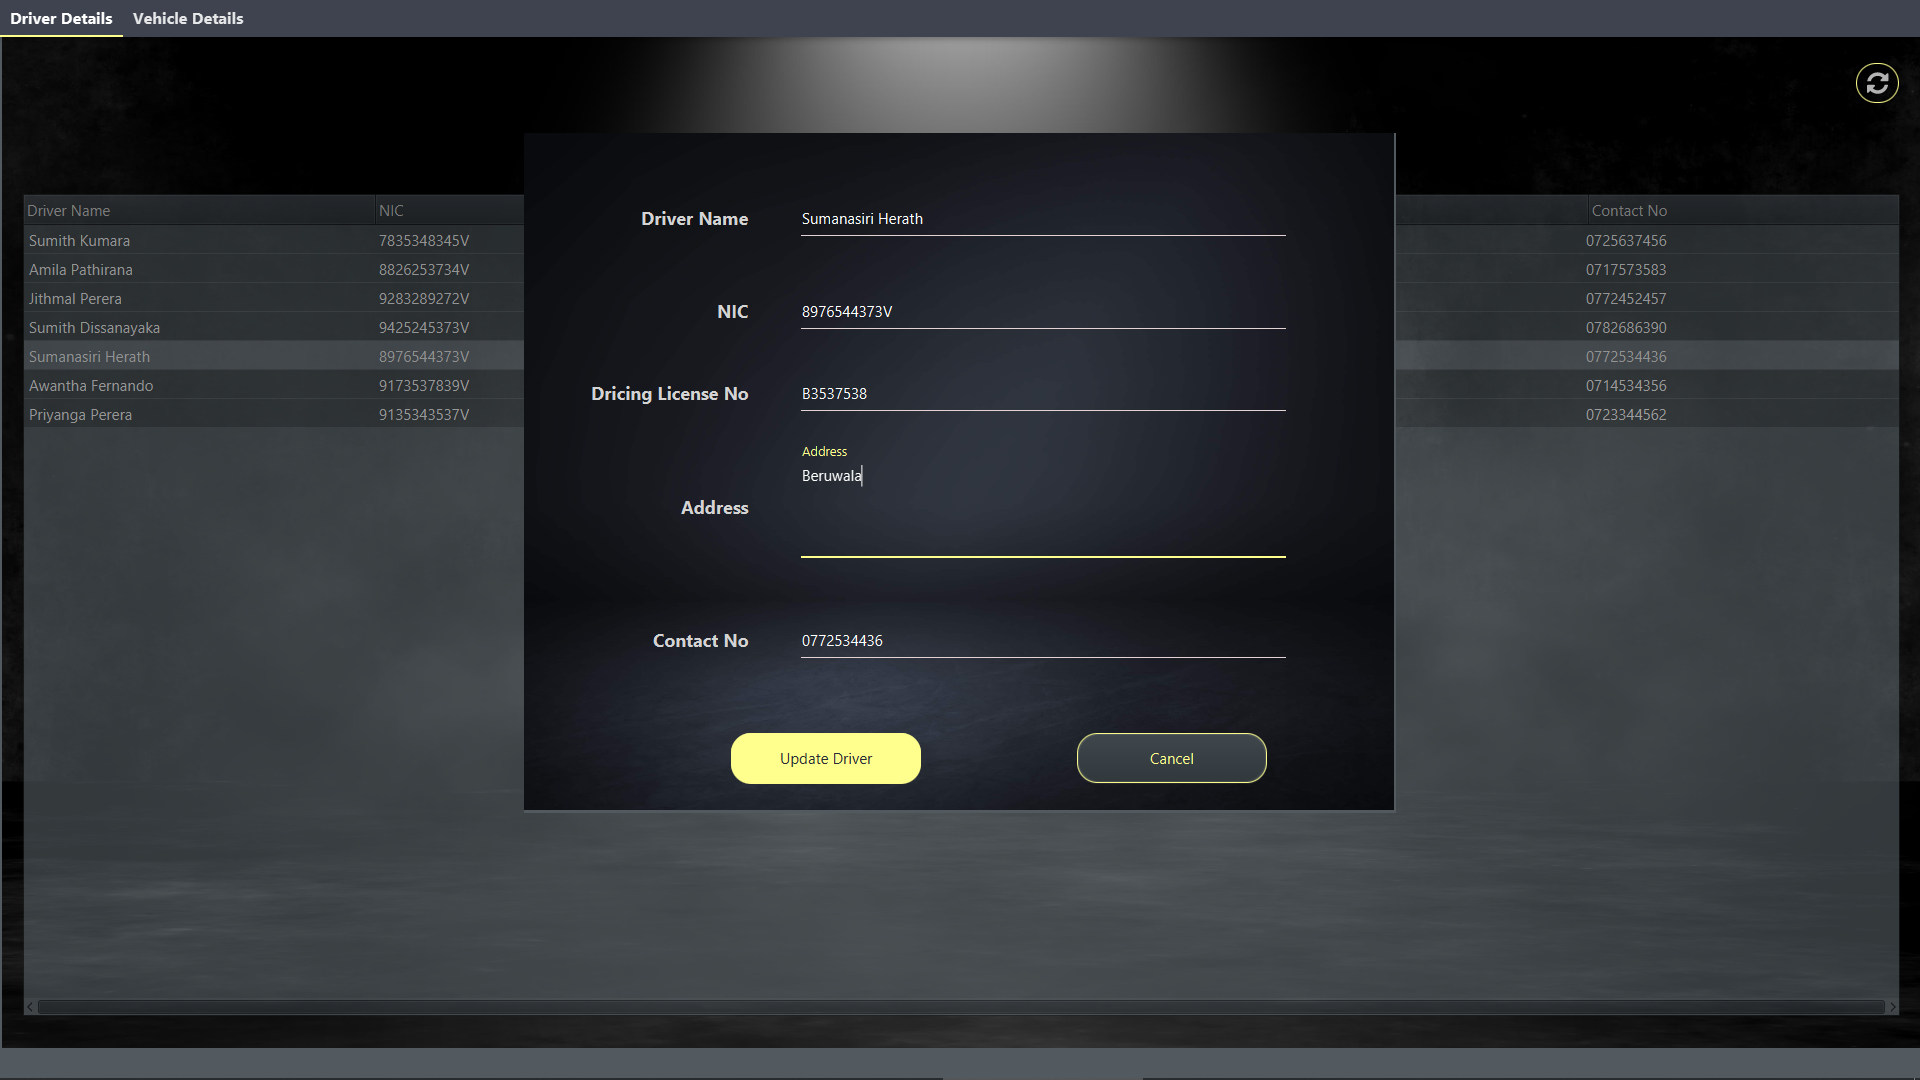 Driver Details Vehicle Details
Driver Name NIC Contact No
Sumith Kumara 7835348345V 0725637456
Amila Pathirana 8826253734V 0717573583
Jithmal Perera 9283289272V 0772452457
Sumith Dissanayaka 9425245373V 0782686390
Sumanasiri Herath 8976544373V 0772534436
Awantha Fernando 9173537839V 0714534356
Priyanga Perera 9135343537V 0723344562
Driver Name Sumanasiri Herath
NIC 8976544373V
Dricing License No B3537538
Address
Beruwala
Address
Contact No 0772534436
Update Driver Cancel